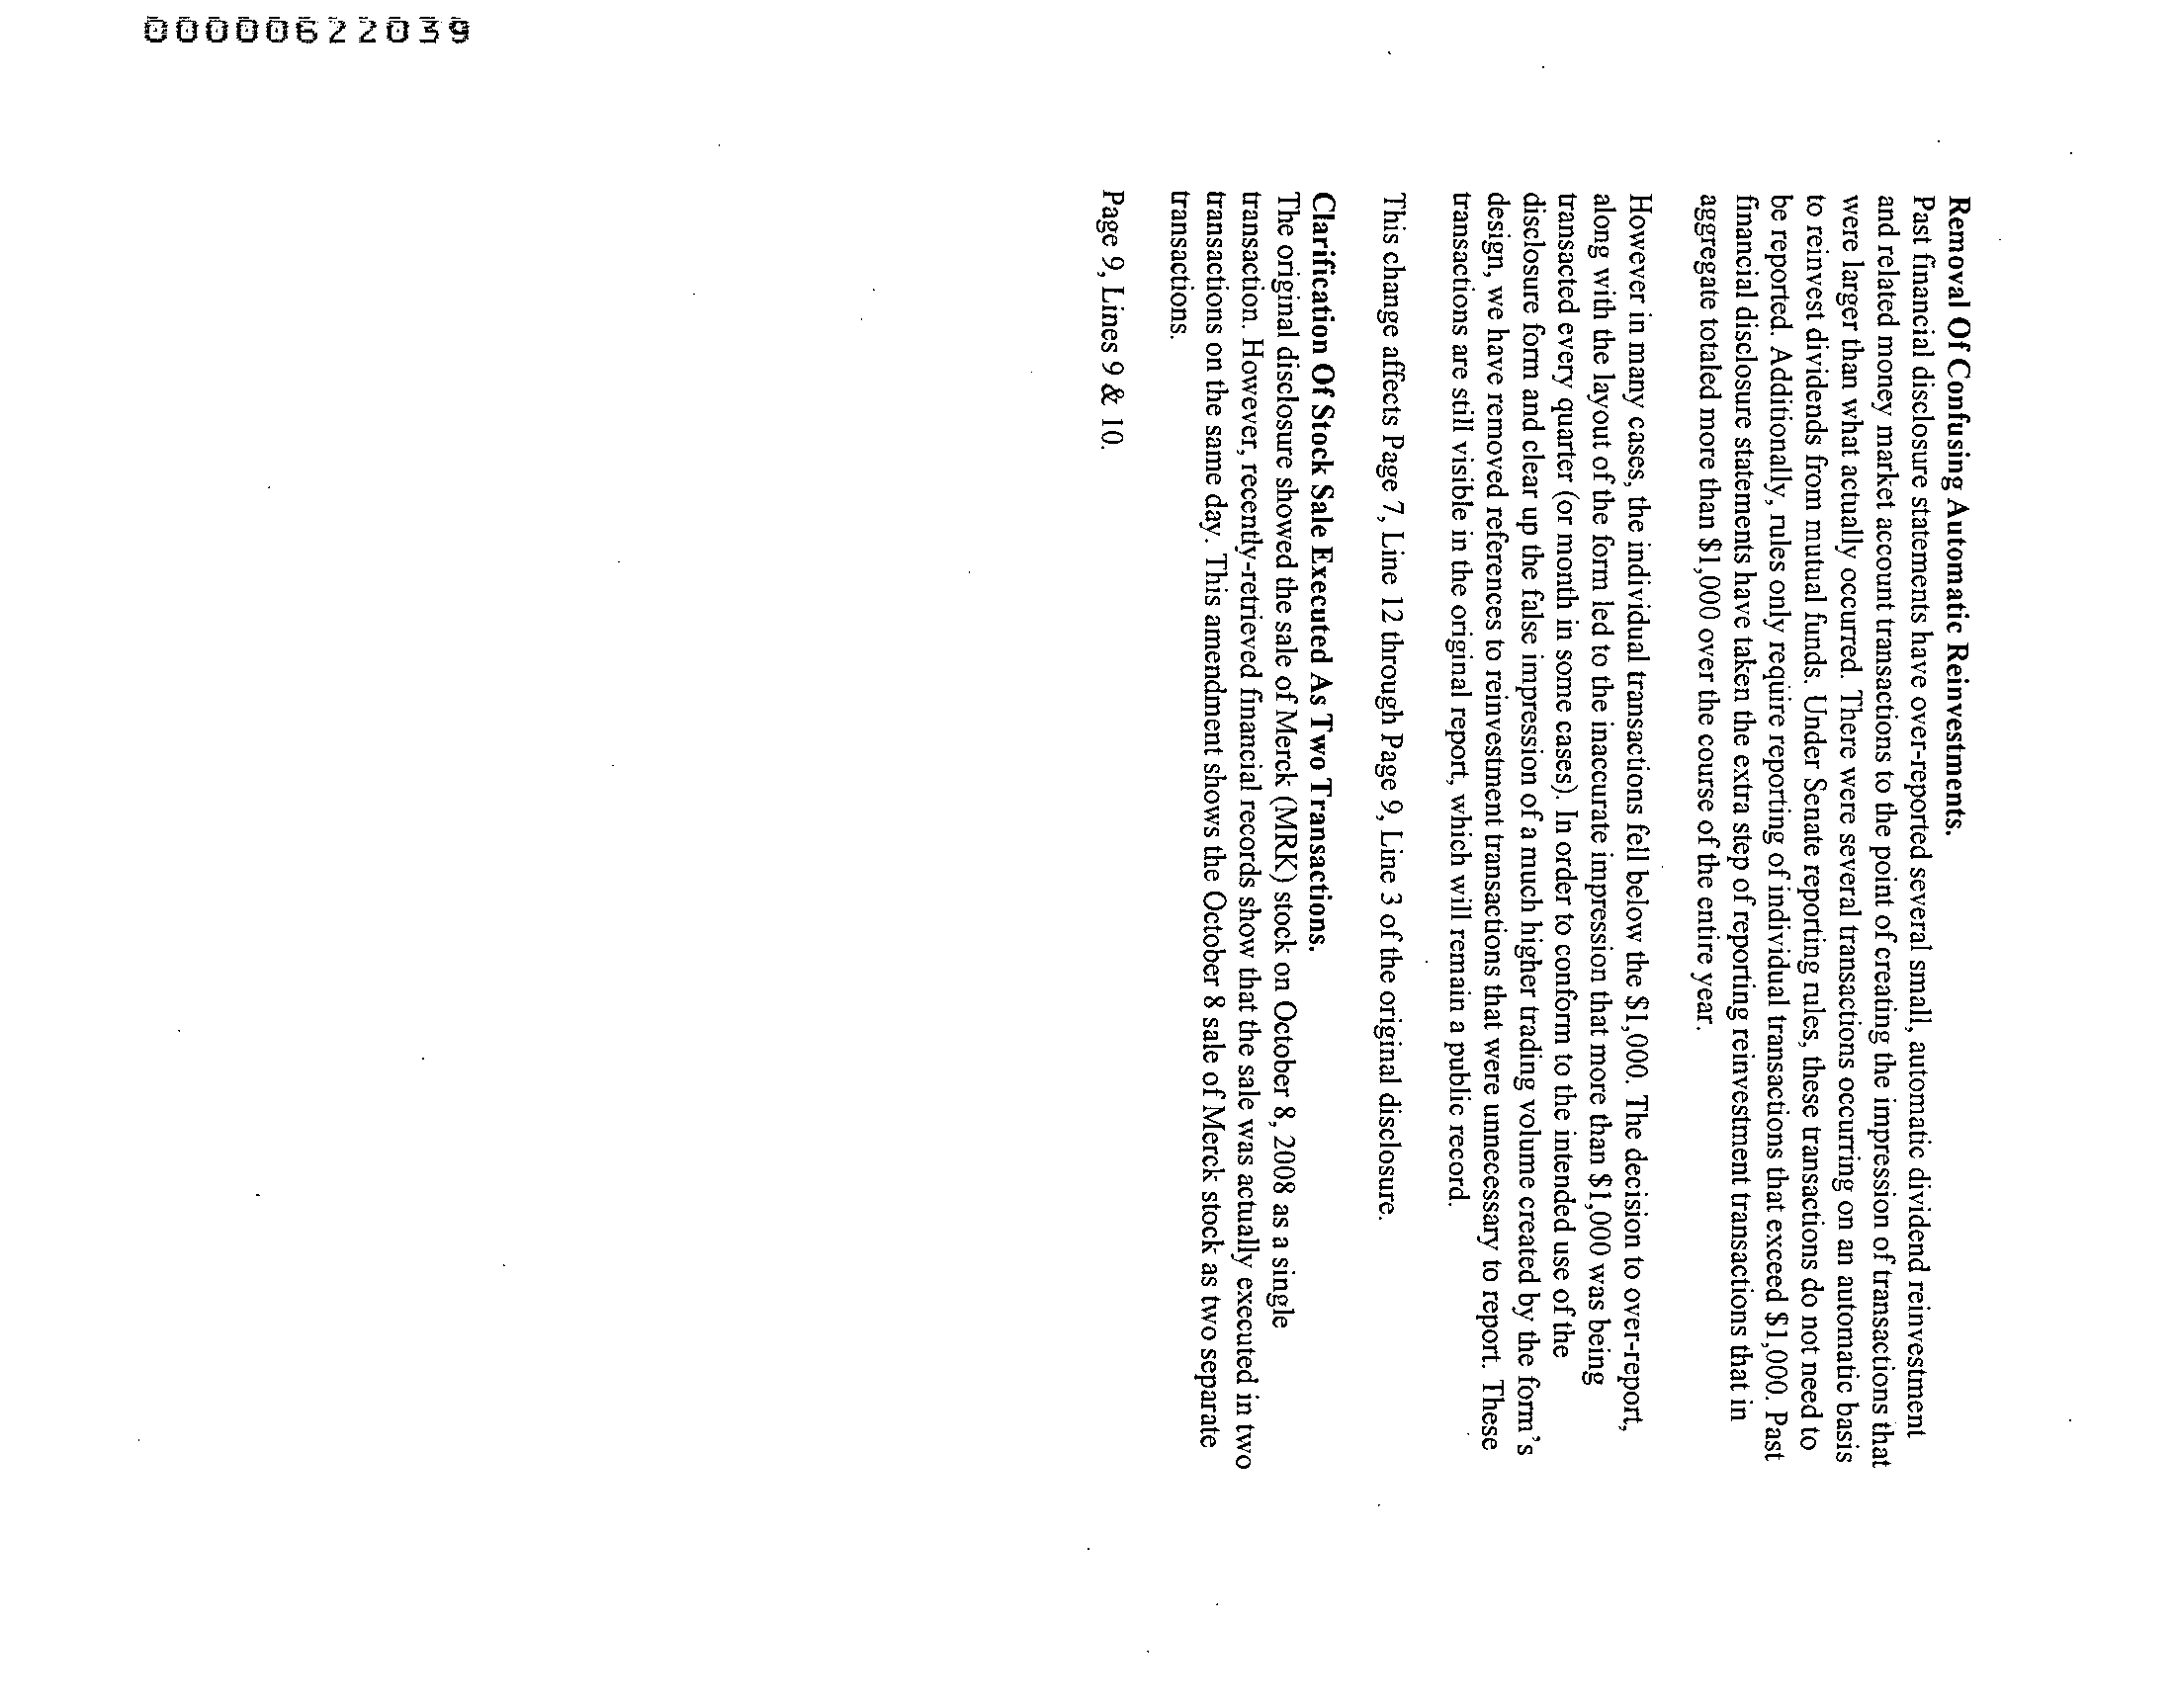 00000622039
Removal Of Confusing Automatic Reinvestments.
Past financial disclosure statements have over-reported several small, automatic dividend reinvestment
and related money market account transactions to the point of creating the impression of transactions that
were larger than what actually occurred. There were several transactions occurring on an automatic basis
to reinvest dividends from mutual funds. Under Senate reporting rules, these transactions do not need to
be reported. Additionally, rules only require reporting of individual transactions that exceed $1,000. Past
financial disclosure statements have taken the extra step of reporting reinvestment transactions that in
aggregate totaled more than $1,000 over the course of the entire year.
However in many cases, the individual transactions fell below the $1,000. The decision to over-report,
along with the layout of the form led to the inaccurate impression that more than $1,000 was being
transacted every quarter (or month in some cases). In order to conform to the intended use of the
disclosure form and clear up the false impression of a much higher trading volume created by the form's
design, we have removed references to reinvestment transactions that were unnecessary to report. These
transactions are still visible in the original report, which will remain a public record.
This change affects Page 7, Line 12 through Page 9, Line 3 of the original disclosure.
Clarification Of Stock Sale Executed As Two Transactions.
The original disclosure showed the sale of Merck (MRK) stock on October 8, 2008 as a single
transaction. However, recently-retrieved financial records show that the sale was actually executed in two
transactions on the same day. This amendment shows the October 8 sale of Merck stock as two separate
transactions.
Page 9, Lines 9 & 10.